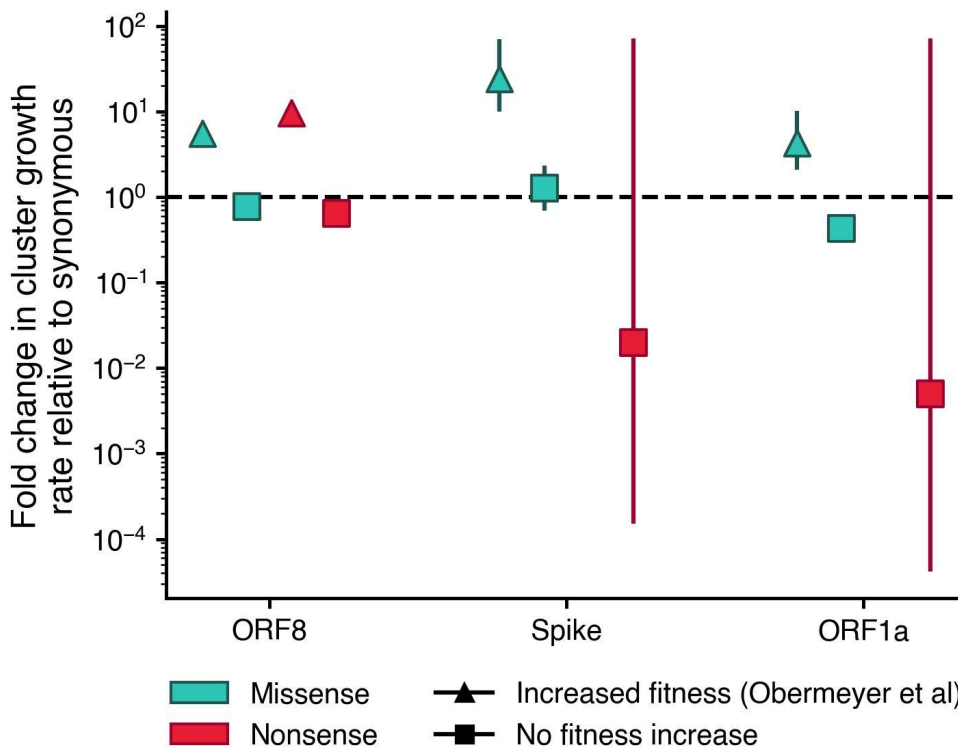 Fold change in cluster growth
rate relative to synonymous
10²
10¹
10⁰
10⁻¹
10⁻²
10⁻³
10⁻⁴
ORF8
Spike
ORF1a
Missense
Increased fitness (Obermeyer et al)
Nonsense
No fitness increase